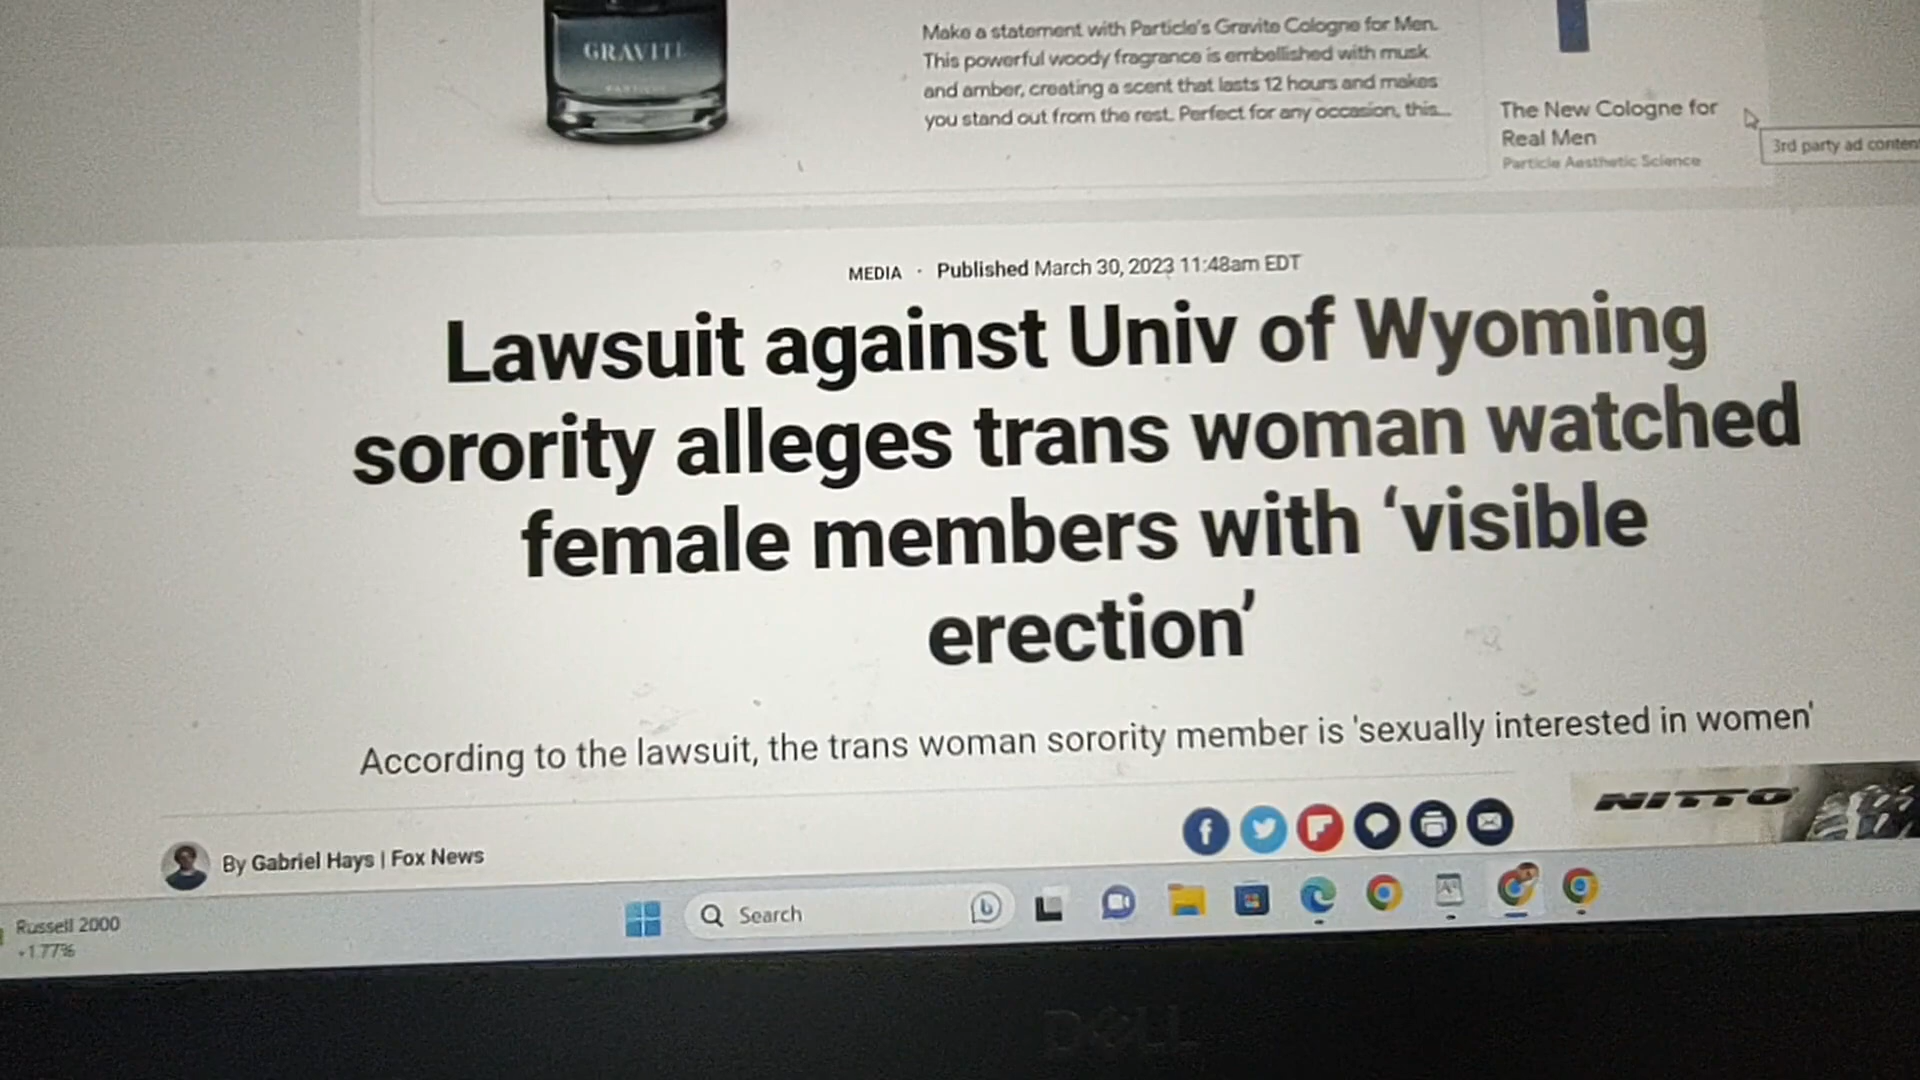 GRAVITE
Make a statement with Particle's Gravite Cologne for Men.
This powerful woody fragrance is embellished with musk
and amber, creating a scent that lasts 12 hours and makes
you stand out from the rest. Perfect for any occasion, this...
The New Cologne for
Real Men
Particle Aesthetic Science
3rd party ad content
MEDIA · Published March 30, 2023 11:48am EDT
Lawsuit against Univ of Wyoming
sorority alleges trans woman watched
female members with ‘visible
erection’
According to the lawsuit, the trans woman sorority member is 'sexually interested in women'
NITTO
By Gabriel Hays | Fox News
Russell 2000
+1.77%
Search
DELL